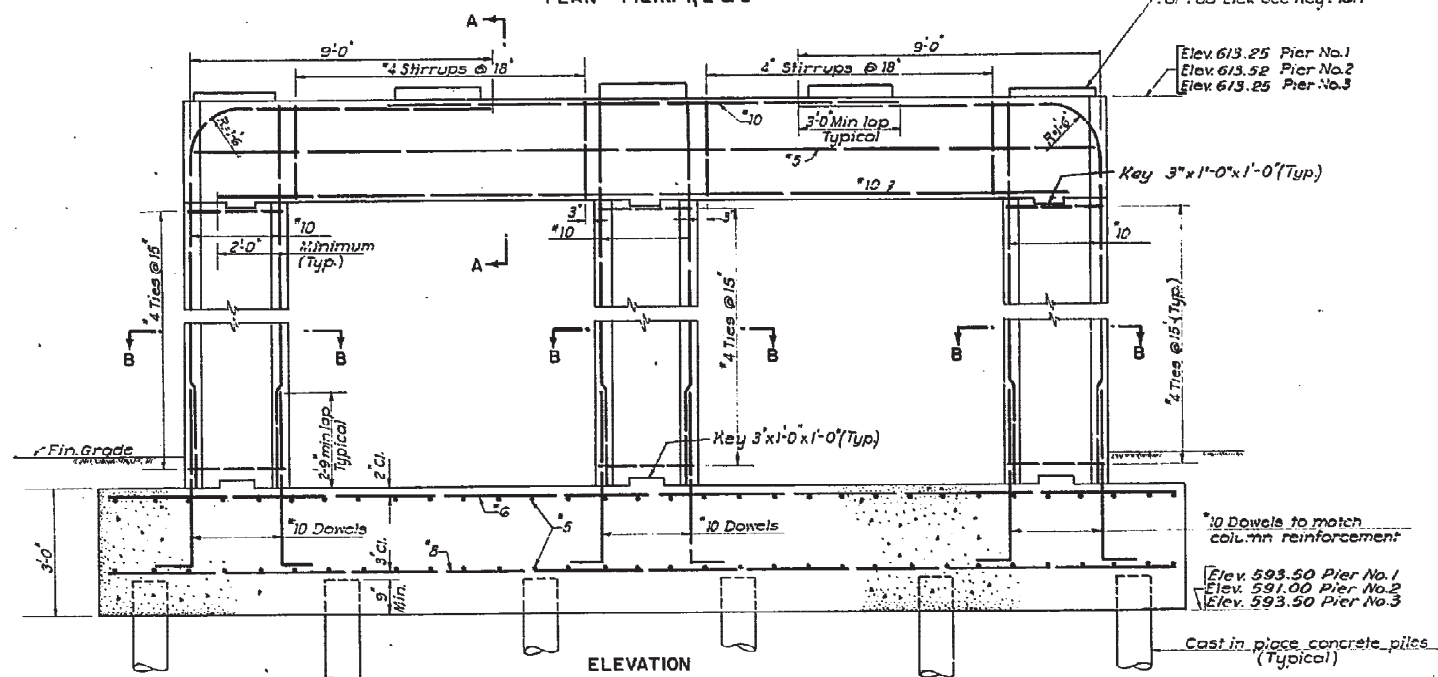 A
9'-0"
9'-0"
#4 Stirrups @ 18"
4" Stirrups @ 18"
Elev. 613.25 Pier No.1
Elev. 613.52 Pier No.2
Elev. 613.25 Pier No.3
R=1'-6"
#10
3'-0" Min lap
Typical
R=1'-6"
#5
#10
Key 3"x1'-0"x1'-0" (Typ.)
3"
3"
#10
#10
#10
2'-0"
Minimum
(Typ.)
A
#4 Ties @ 15"
#4 Ties @ 15"
#4 Ties @ 15" (Typ.)
B
B
B
B
B
B
2'-9" min lap
Typical
Fin. Grade
2" Cl.
Key 3"x1'-0"x1'-0" (Typ.)
#6
#5
#10 Dowels
#10 Dowels
#10 Dowels to match
column reinforcement
3'-0"
3" Cl.
#8
9"
Min.
Elev. 593.50 Pier No.1
Elev. 591.00 Pier No.2
Elev. 593.50 Pier No.3
Cast in place concrete piles
(Typical)
ELEVATION